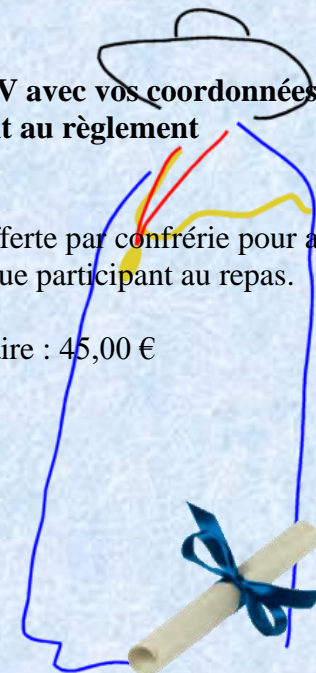 V avec vos coordonnées
t au règlement
fferte par confrérie pour a
ue participant au repas.
ire : 45,00 €